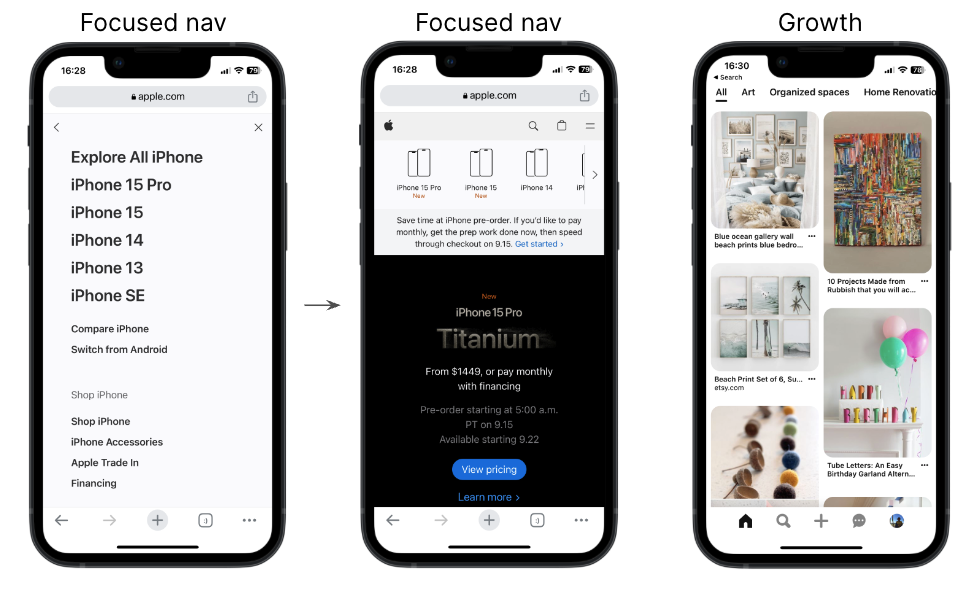 Focused nav
Focused nav
Growth
16:28
79
apple.com
Explore All iPhone
iPhone 15 Pro
iPhone 15
iPhone 14
iPhone 13
iPhone SE
Compare iPhone
Switch from Android
Shop iPhone
Shop iPhone
iPhone Accessories
Apple Trade In
Financing
:)
16:28
79
apple.com
iPhone 15 Pro
New
iPhone 15
New
iPhone 14
iPl
Save time at iPhone pre-order. If you'd like to pay
monthly, get the prep work done now, then speed
through checkout on 9.15. Get started ›
New
iPhone 15 Pro
Titanium
From $1449, or pay monthly
with financing
Pre-order starting at 5:00 a.m.
PT on 9.15
Available starting 9.22
View pricing
Learn more ›
:)
16:30
78
◂ Search
All
Art
Organized spaces
Home Renovatio
Blue ocean gallery wall
beach prints blue bedro...
10 Projects Made from
Rubbish that you will ac...
Beach Print Set of 6, Su...
etsy.com
Tube Letters: An Easy
Birthday Garland Altern...